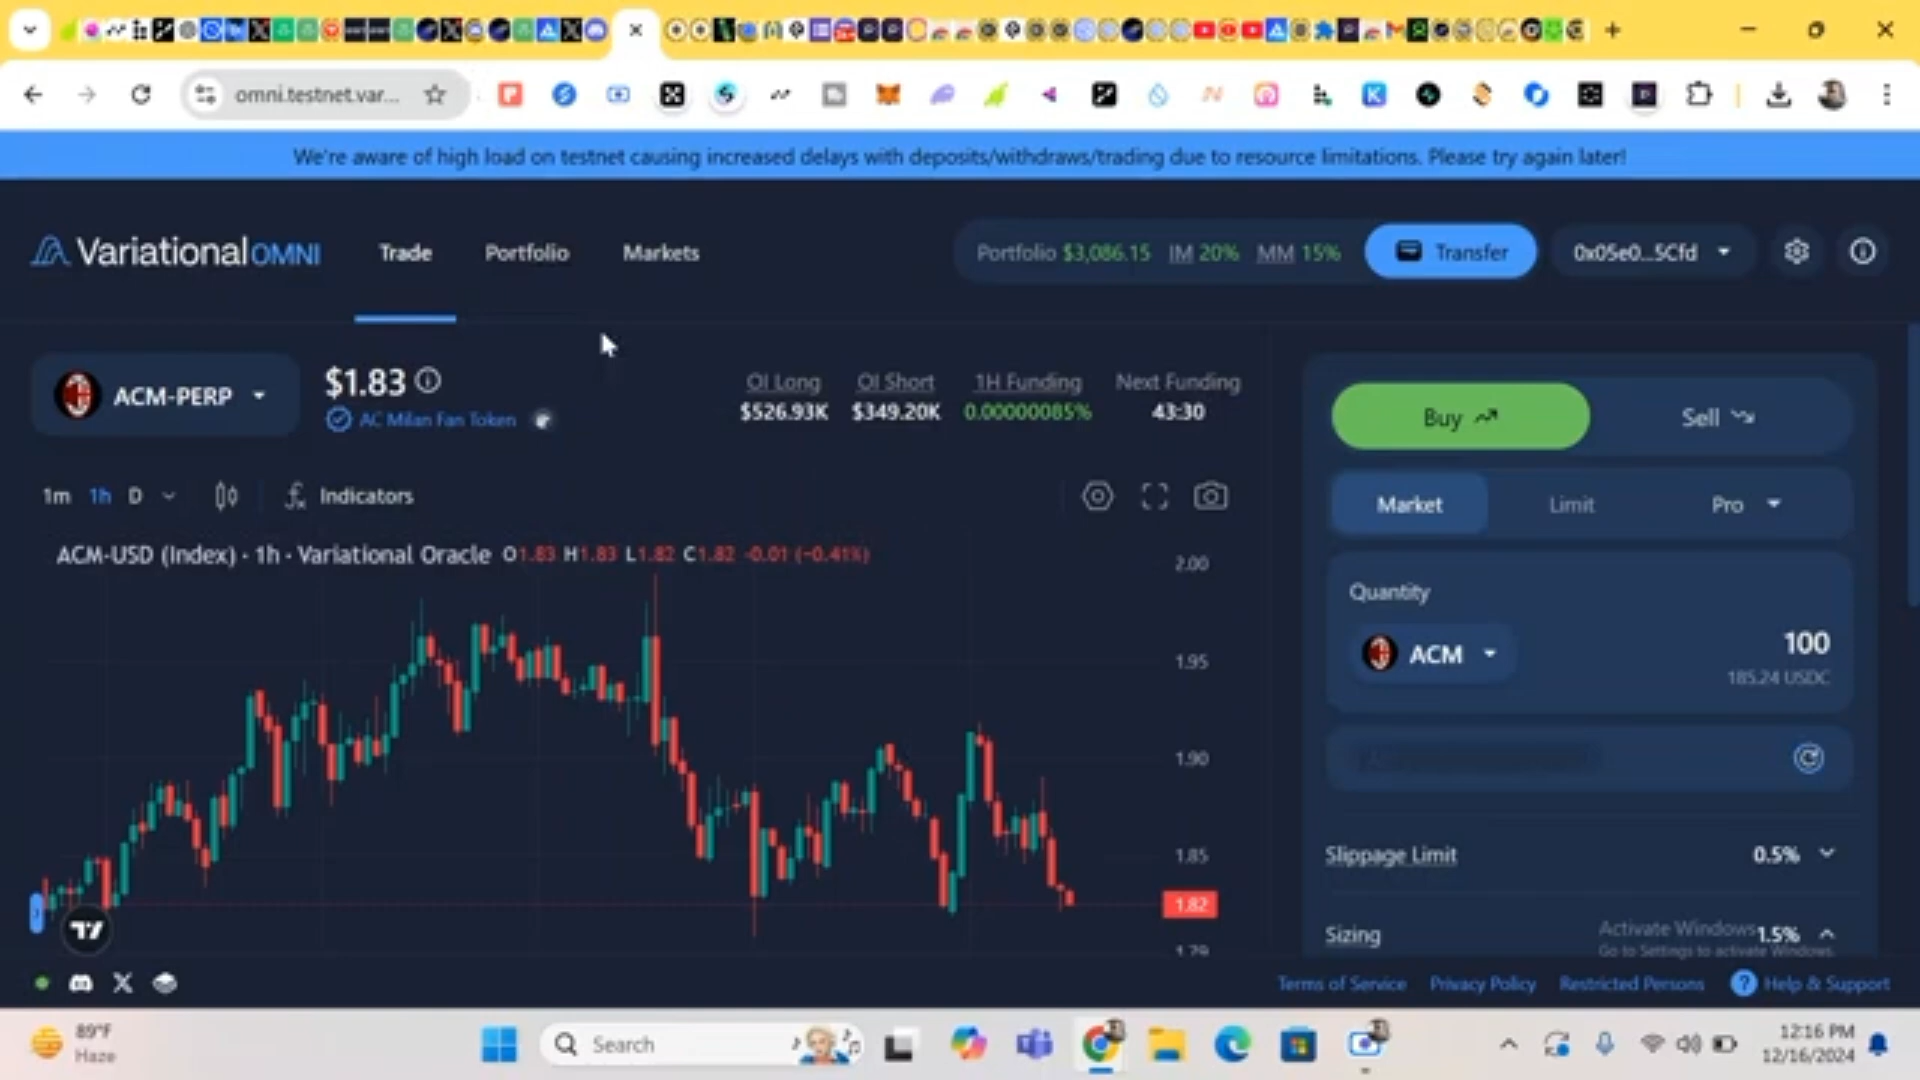 omni.testnet.var...
We're aware of high load on testnet causing increased delays with deposits/withdraws/trading due to resource limitations. Please try again later!
Variational OMNI
Trade
Portfolio
Markets
Portfolio $3,086.15 IM 20% MM 15%
Transfer
0x05e0...5Cfd
ACM-PERP
$1.83
AC Milan Fan Token
OI Long
$526.93K
OI Short
$349.20K
1H Funding
0.00000085%
Next Funding
43:30
Buy
Sell
1m 1h D
Indicators
Market
Limit
Pro
ACM-USD (Index) · 1h · Variational Oracle O1.83 H1.83 L1.82 C1.82 -0.01 (-0.41%)
2.00
1.95
1.90
1.85
1.82
1.79
Quantity
ACM
100
185.24 USDC
Slippage Limit
0.5%
Sizing
1.5%
Activate Windows
Go to Settings to activate Windows.
Terms of Service
Privacy Policy
Restricted Persons
Help & Support
89°F
Haze
Search
12:16 PM
12/16/2024